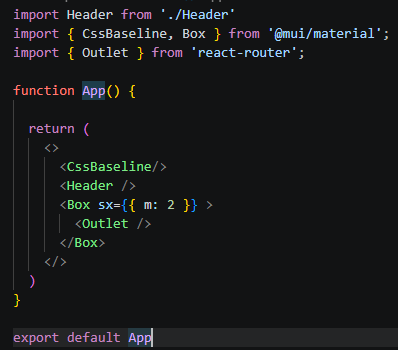 import Header from './Header'
import { CssBaseline, Box } from '@mui/material';
import { Outlet } from 'react-router';
function App() {
return (
<>
<CssBaseline/>
<Header />
<Box sx={{ m: 2 }} >
<Outlet />
</Box>
</>
)
}
export default App